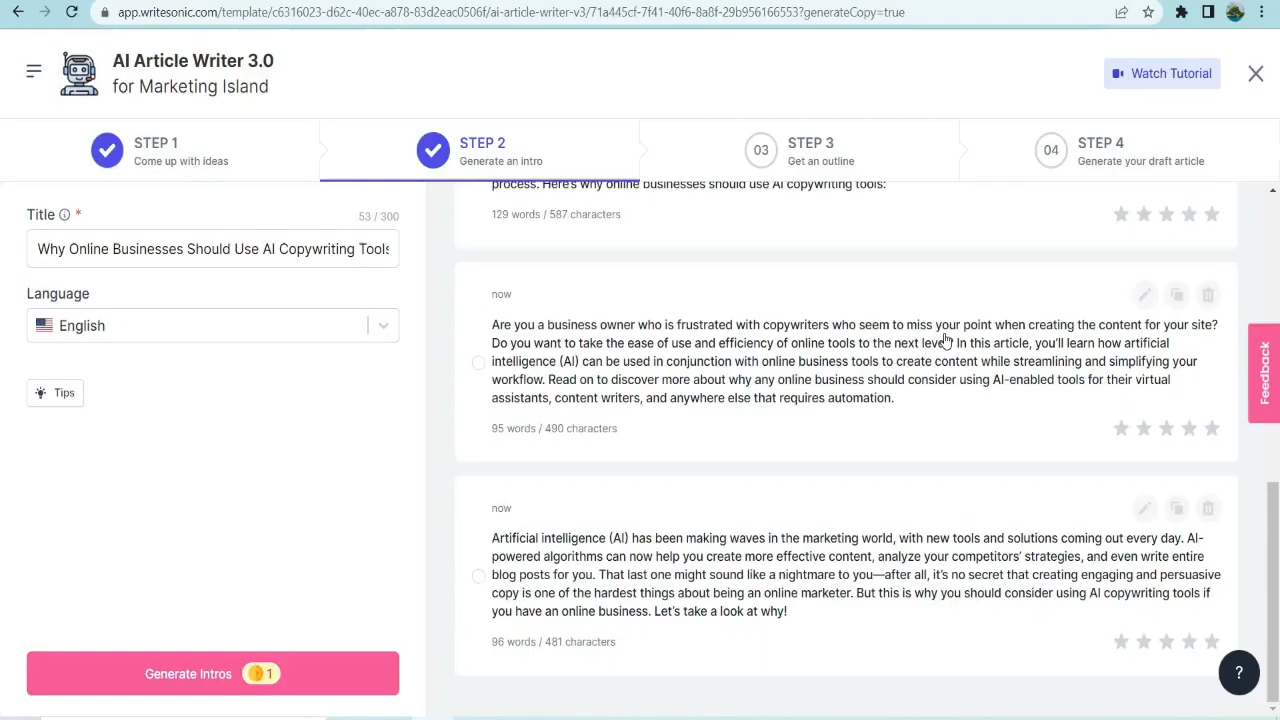 app.writesonic.com/template/c6316023-d62c-40ec-a878-83d2eac0506f/ai-article-writer-v3/71a445cf-7f41-40f6-8a8f-29b956166553?generateCopy=true
AI Article Writer 3.0
for Marketing Island
Watch Tutorial
STEP 1
Come up with ideas
STEP 2
Generate an intro
03
STEP 3
Get an outline
04
STEP 4
Generate your draft article
Title
*
53 / 300
Why Online Businesses Should Use AI Copywriting Tools
Language
English
Tips
Generate Intros
1
process. Here's why online businesses should use AI copywriting tools:
129 words / 587 characters
now
Are you a business owner who is frustrated with copywriters who seem to miss your point when creating the content for your site?
Do you want to take the ease of use and efficiency of online tools to the next level? In this article, you'll learn how artificial
intelligence (AI) can be used in conjunction with online business tools to create content while streamlining and simplifying your
workflow. Read on to discover more about why any online business should consider using AI-enabled tools for their virtual
assistants, content writers, and anywhere else that requires automation.
95 words / 490 characters
now
Artificial intelligence (AI) has been making waves in the marketing world, with new tools and solutions coming out every day. AI-
powered algorithms can now help you create more effective content, analyze your competitors' strategies, and even write entire
blog posts for you. That last one might sound like a nightmare to you—after all, it's no secret that creating engaging and persuasive
copy is one of the hardest things about being an online marketer. But this is why you should consider using AI copywriting tools if
you have an online business. Let's take a look at why!
96 words / 481 characters
Feedback
?